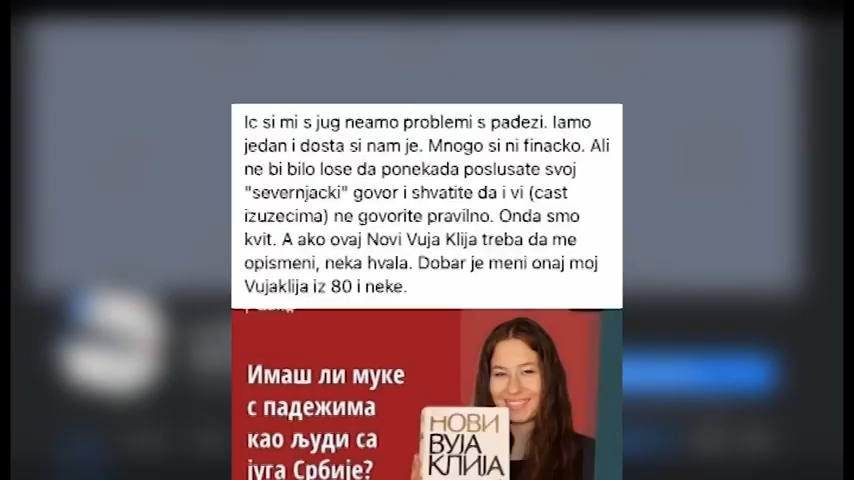 Ic si mi s jug neamo problemi s padezi. Iamo
jedan i dosta si nam je. Mnogo si ni finacko. Ali
ne bi bilo lose da ponekada poslusate svoj
"severnjacki" govor i shvatite da i vi (cast
izuzecima) ne govorite pravilno. Onda smo
kvit. A ako ovaj Novi Vuja Klija treba da me
opismeni, neka hvala. Dobar je meni onaj moj
Vujaklija iz 80 i neke.
Имаш ли муке
с падежима
као људи са
југа Србије?
НОВИ
ВУЈА
КЛИЈА